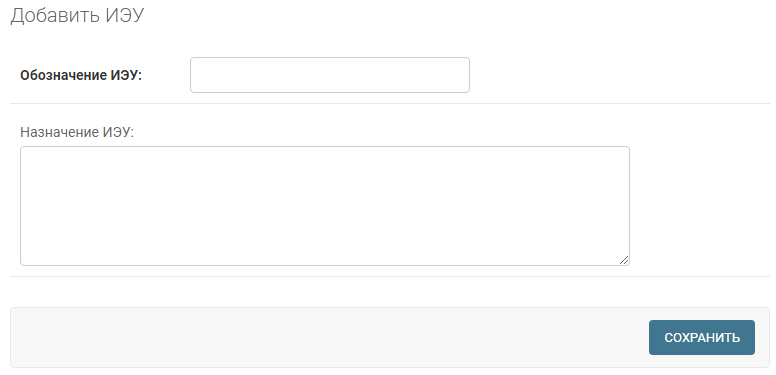 Добавить ИЭУ
Обозначение ИЭУ:
Назначение ИЭУ:
СОХРАНИТЬ